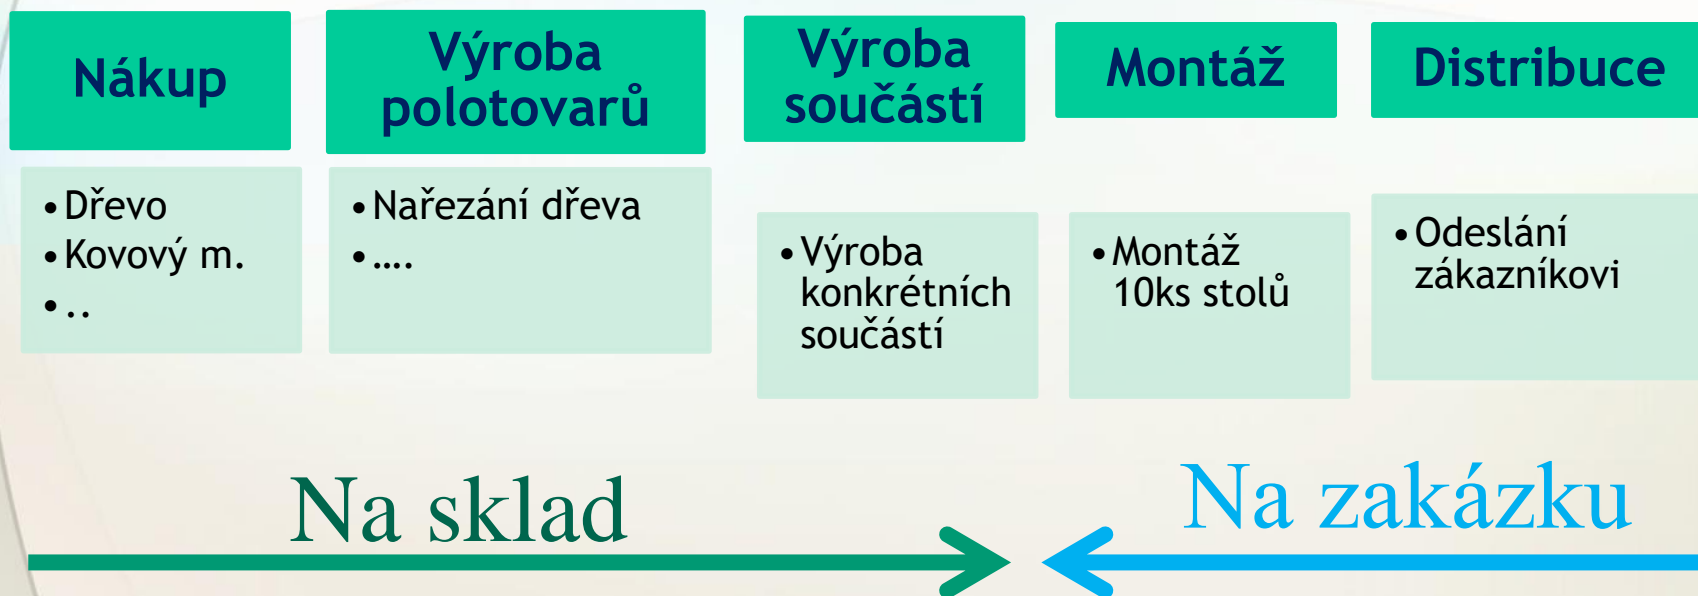 Nákup
Výroba
polotovarů
Výroba
součástí
Montáž
Distribuce
•Dřevo
•Kovový m.
•..
•Nařezání dřeva
•….
•Výroba
konkrétních
součástí
•Montáž
10ks stolů
•Odeslání
zákazníkovi
Na sklad
Na zakázku